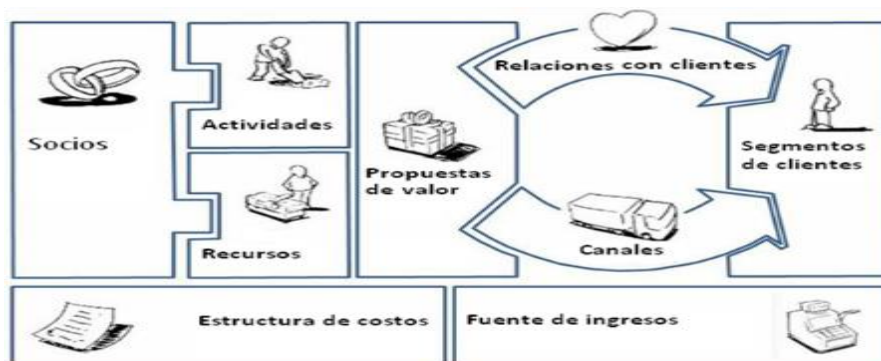 Socios
Actividades
Recursos
Propuestas
de valor
Relaciones con clientes
Canales
Segmentos
de clientes
Estructura de costos
Fuente de ingresos